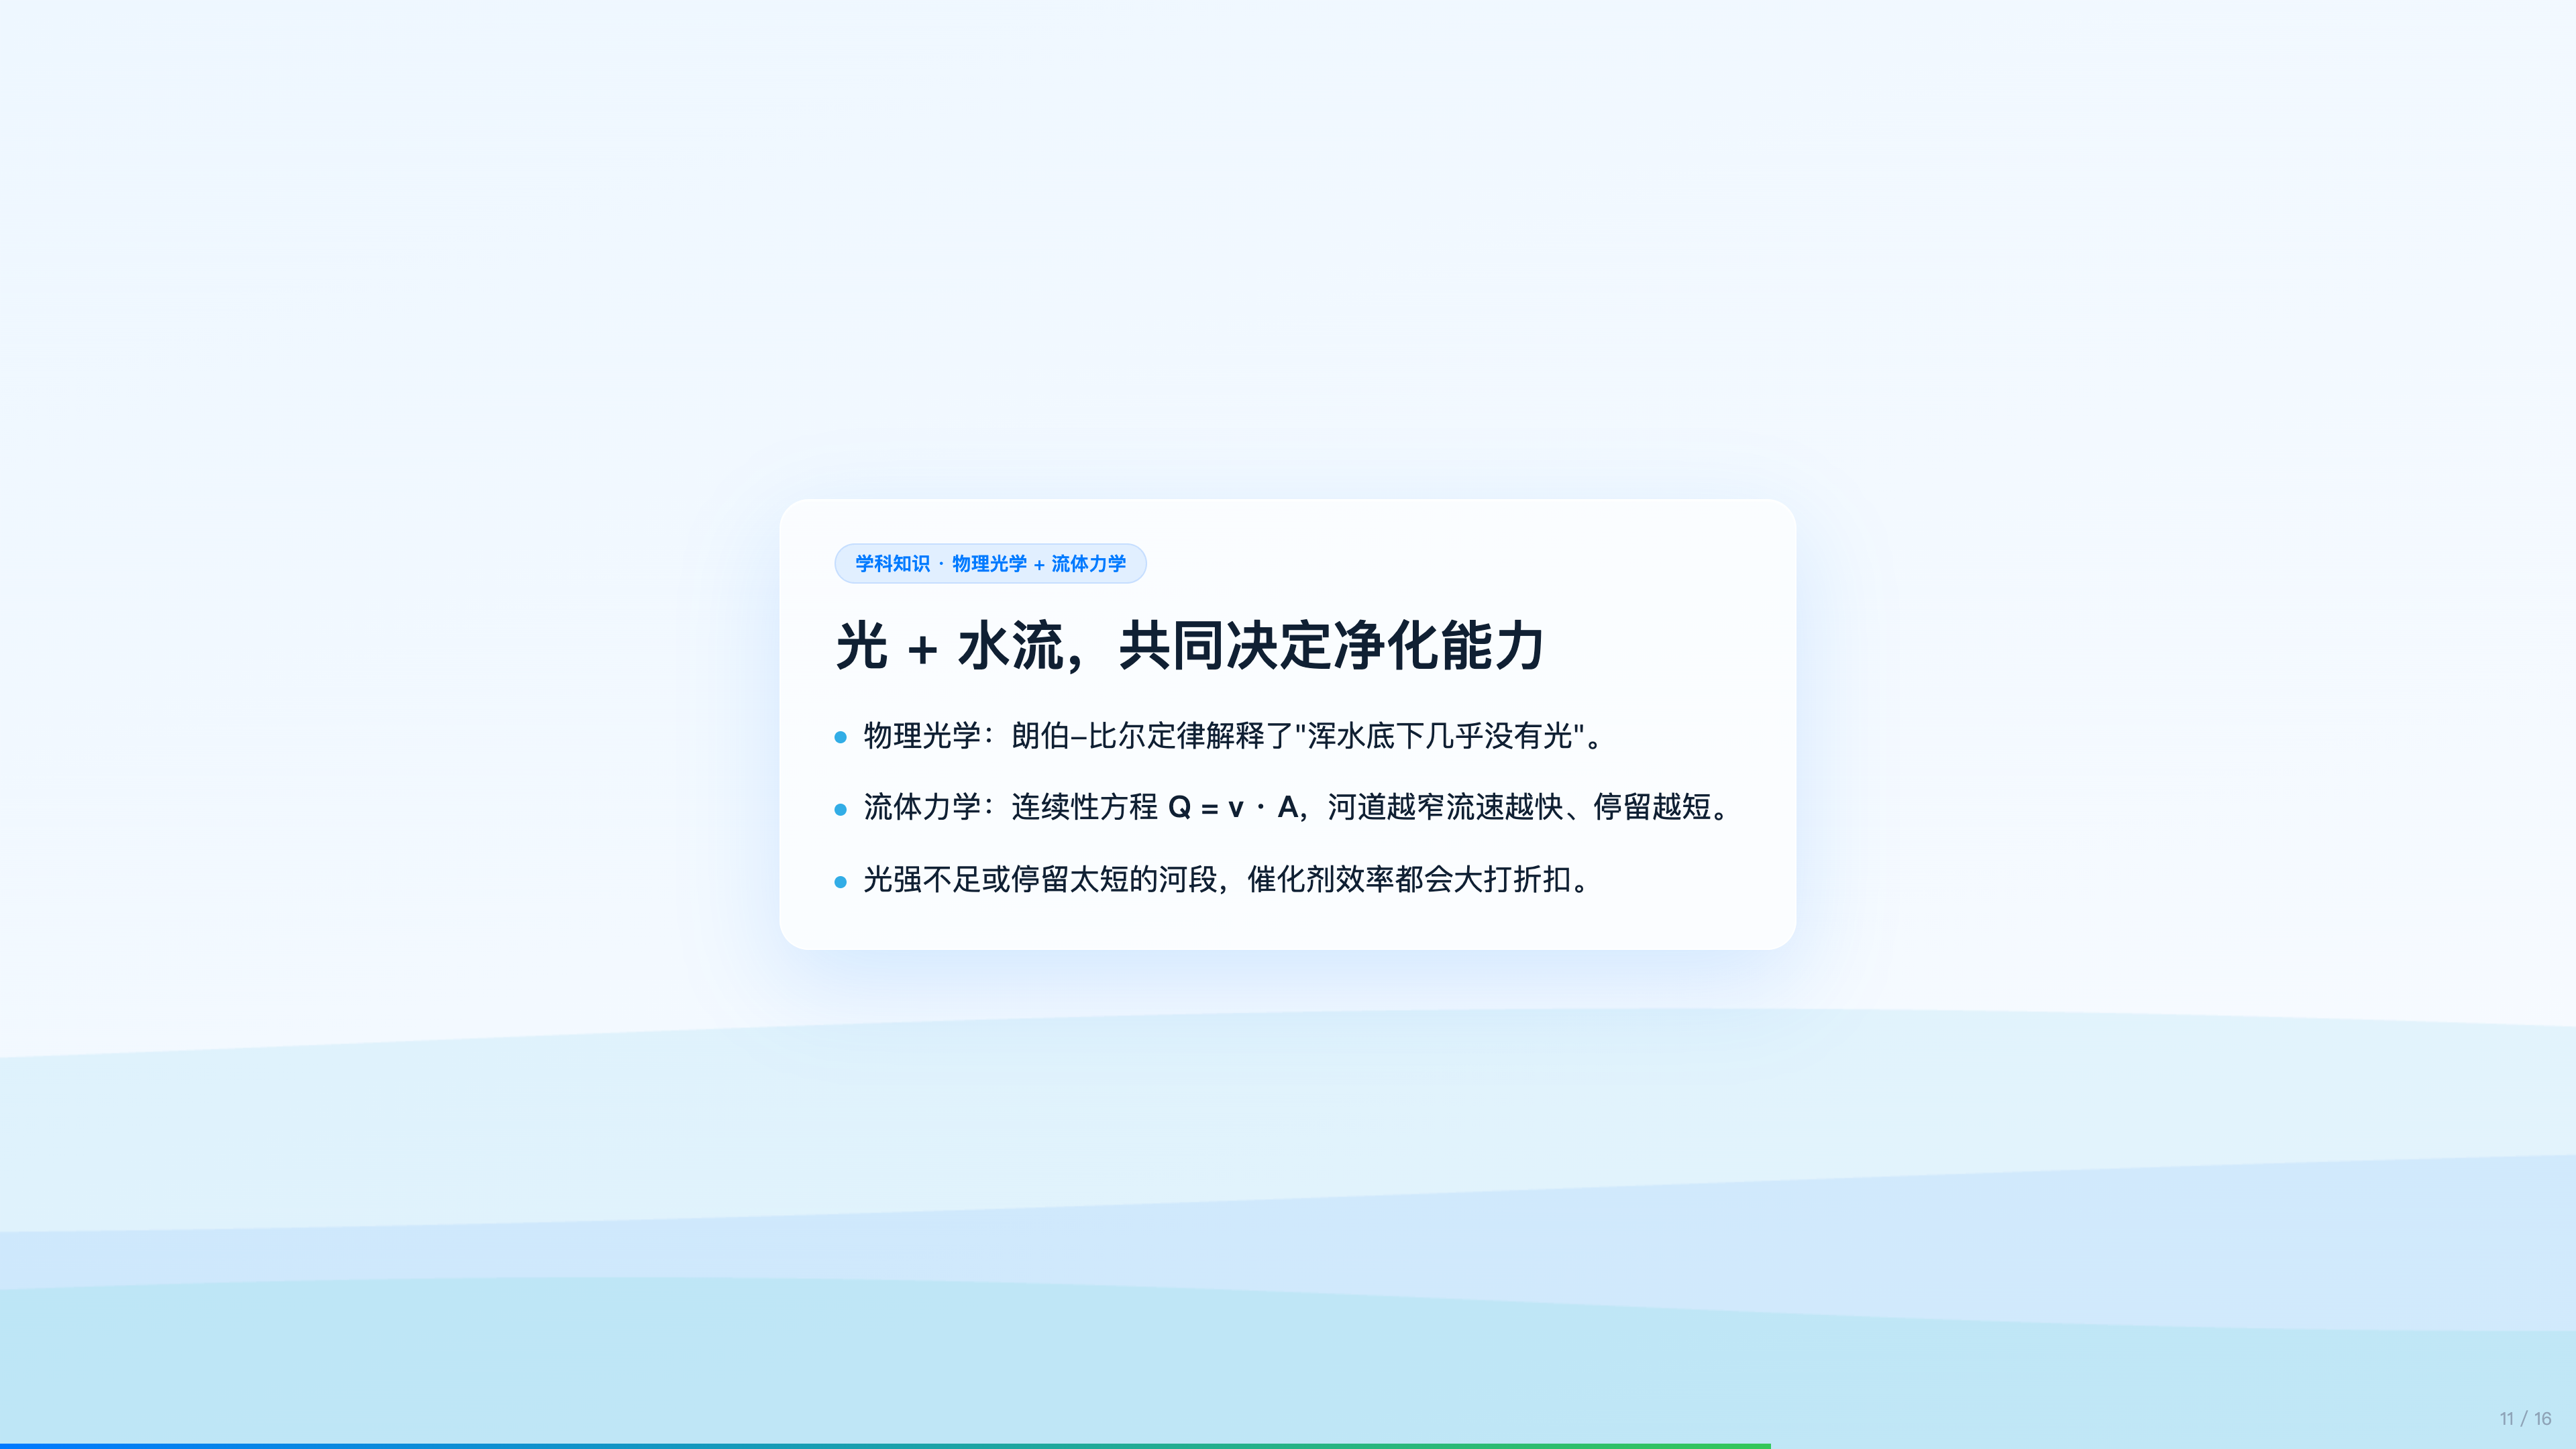 学科知识 · 物理光学 + 流体力学
光 + 水流，共同决定净化能力
物理光学：朗伯–比尔定律解释了"浑水底下几乎没有光"。
流体力学：连续性方程 Q = v · A，河道越窄流速越快、停留越短。
光强不足或停留太短的河段，催化剂效率都会大打折扣。
11 / 16